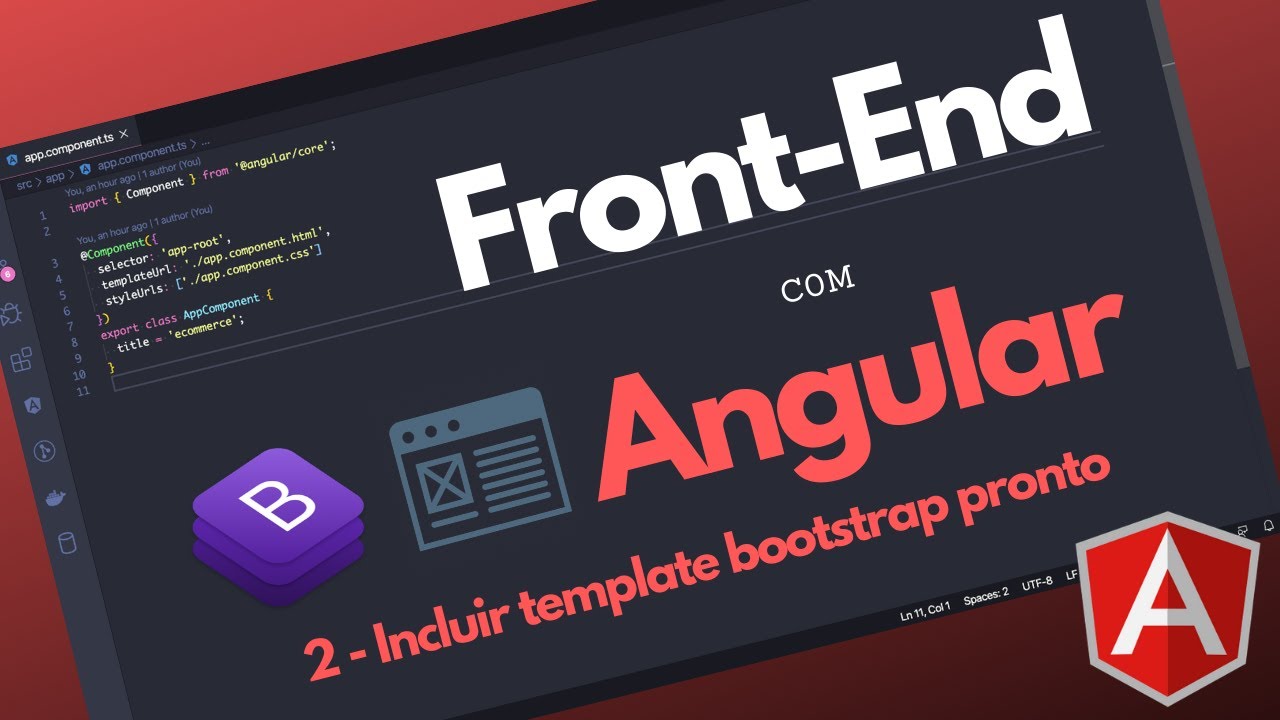 app.component.ts ×
src > app > app.component.ts > ...
You, an hour ago | 1 author (You)
1 import { Component } from '@angular/core';
2
You, an hour ago | 1 author (You)
3 @Component({
4 selector: 'app-root',
5 templateUrl: './app.component.html',
6 styleUrls: ['./app.component.css']
7 })
8 export class AppComponent {
9 title = 'ecommerce';
10 }
11
6
Front-End
COM
Angular
B
2 - Incluir template bootstrap pronto
Ln 11, Col 1 Spaces: 2 UTF-8 LF
A